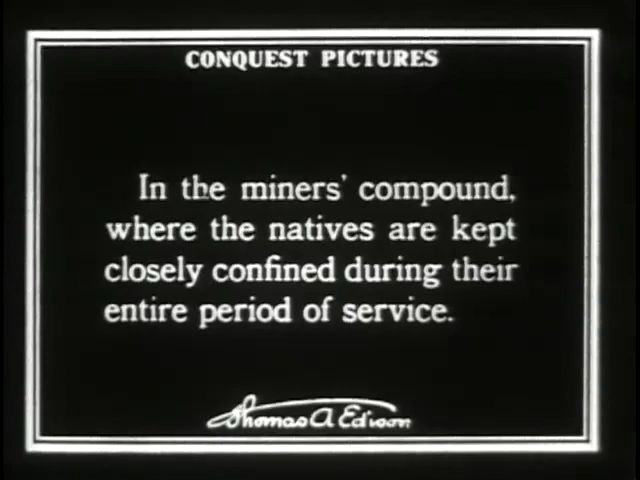 CONQUEST PICTURES
In the miners' compound,
where the natives are kept
closely confined during their
entire period of service.
Thomas A Edison